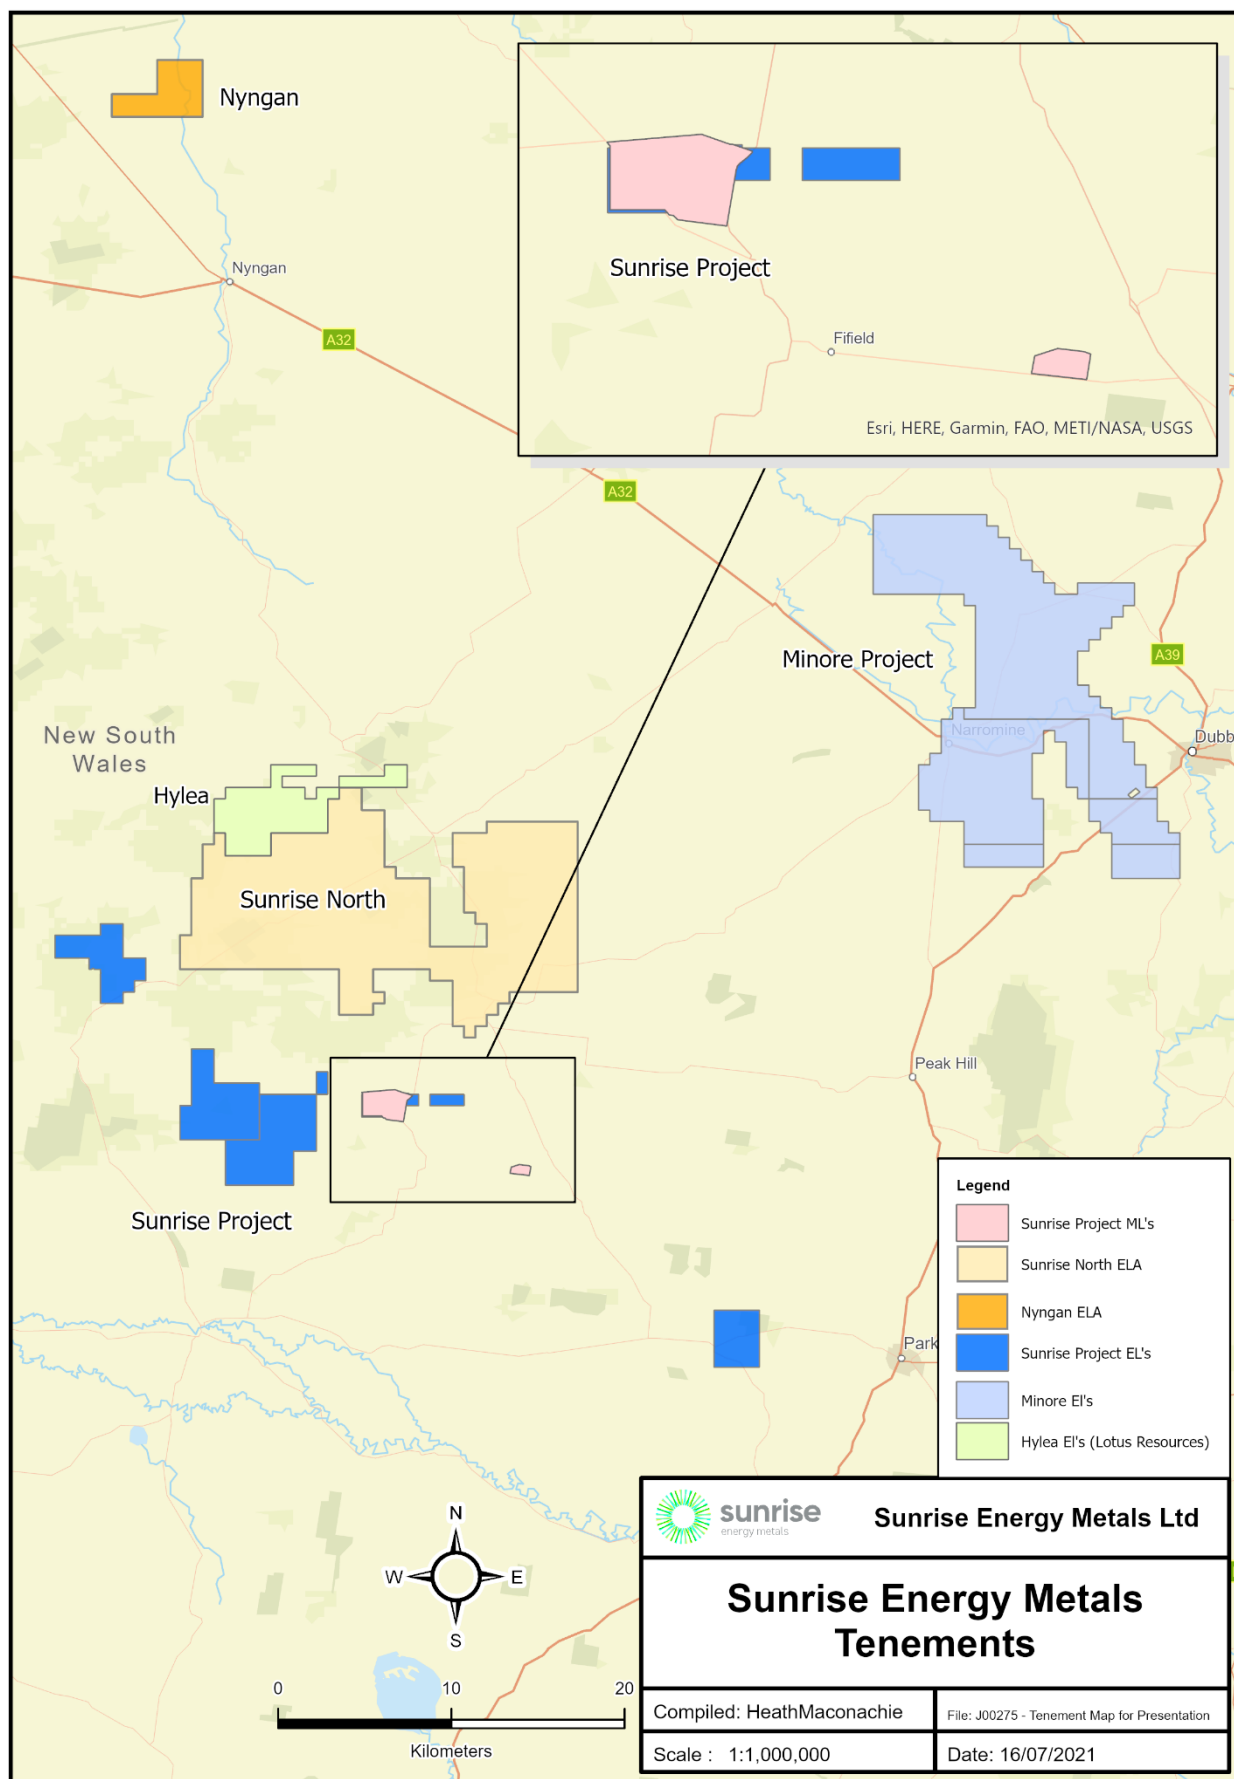 Nyngan
Nyngan
A32
Sunrise Project
Fifield
Esri, HERE, Garmin, FAO, METI/NASA, USGS
A32
Minore Project
A39
New South
Wales
Narromine
Dubb
Hylea
Sunrise North
Peak Hill
Sunrise Project
Park
Legend
Sunrise Project ML's
Sunrise North ELA
Nyngan ELA
Sunrise Project EL's
Minore El's
Hylea El's (Lotus Resources)
N
W E
S
0 10 20
Kilometers
sunrise
energy metals
Sunrise Energy Metals Ltd
Sunrise Energy Metals
Tenements
Compiled: HeathMaconachie
File: J00275 - Tenement Map for Presentation
Scale : 1:1,000,000
Date: 16/07/2021